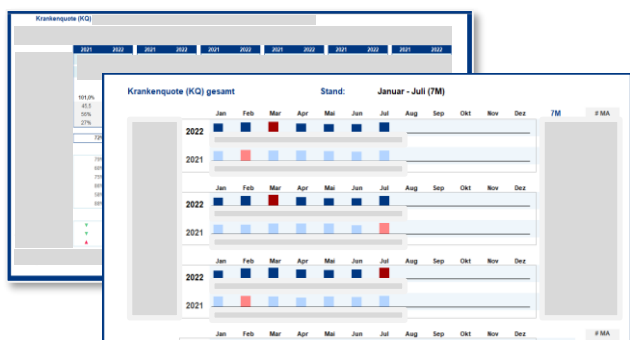 Krankenquote (KQ)
2021 2022 2021 2022 2021 2022 2021 2022 2021 2022 2021 2022
101,0%
45,5
55%
27%
Krankenquote (KQ) gesamt Stand: Januar - Juli (7M)
Jan Feb Mar Apr Mai Jun Jul Aug Sep Okt Nov Dez 7M # MA
2022
2021
Jan Feb Mar Apr Mai Jun Jul Aug Sep Okt Nov Dez
2022
2021
Jan Feb Mar Apr Mai Jun Jul Aug Sep Okt Nov Dez
2022
2021
Jan Feb Mar Apr Mai Jun Jul Aug Sep Okt Nov Dez # MA